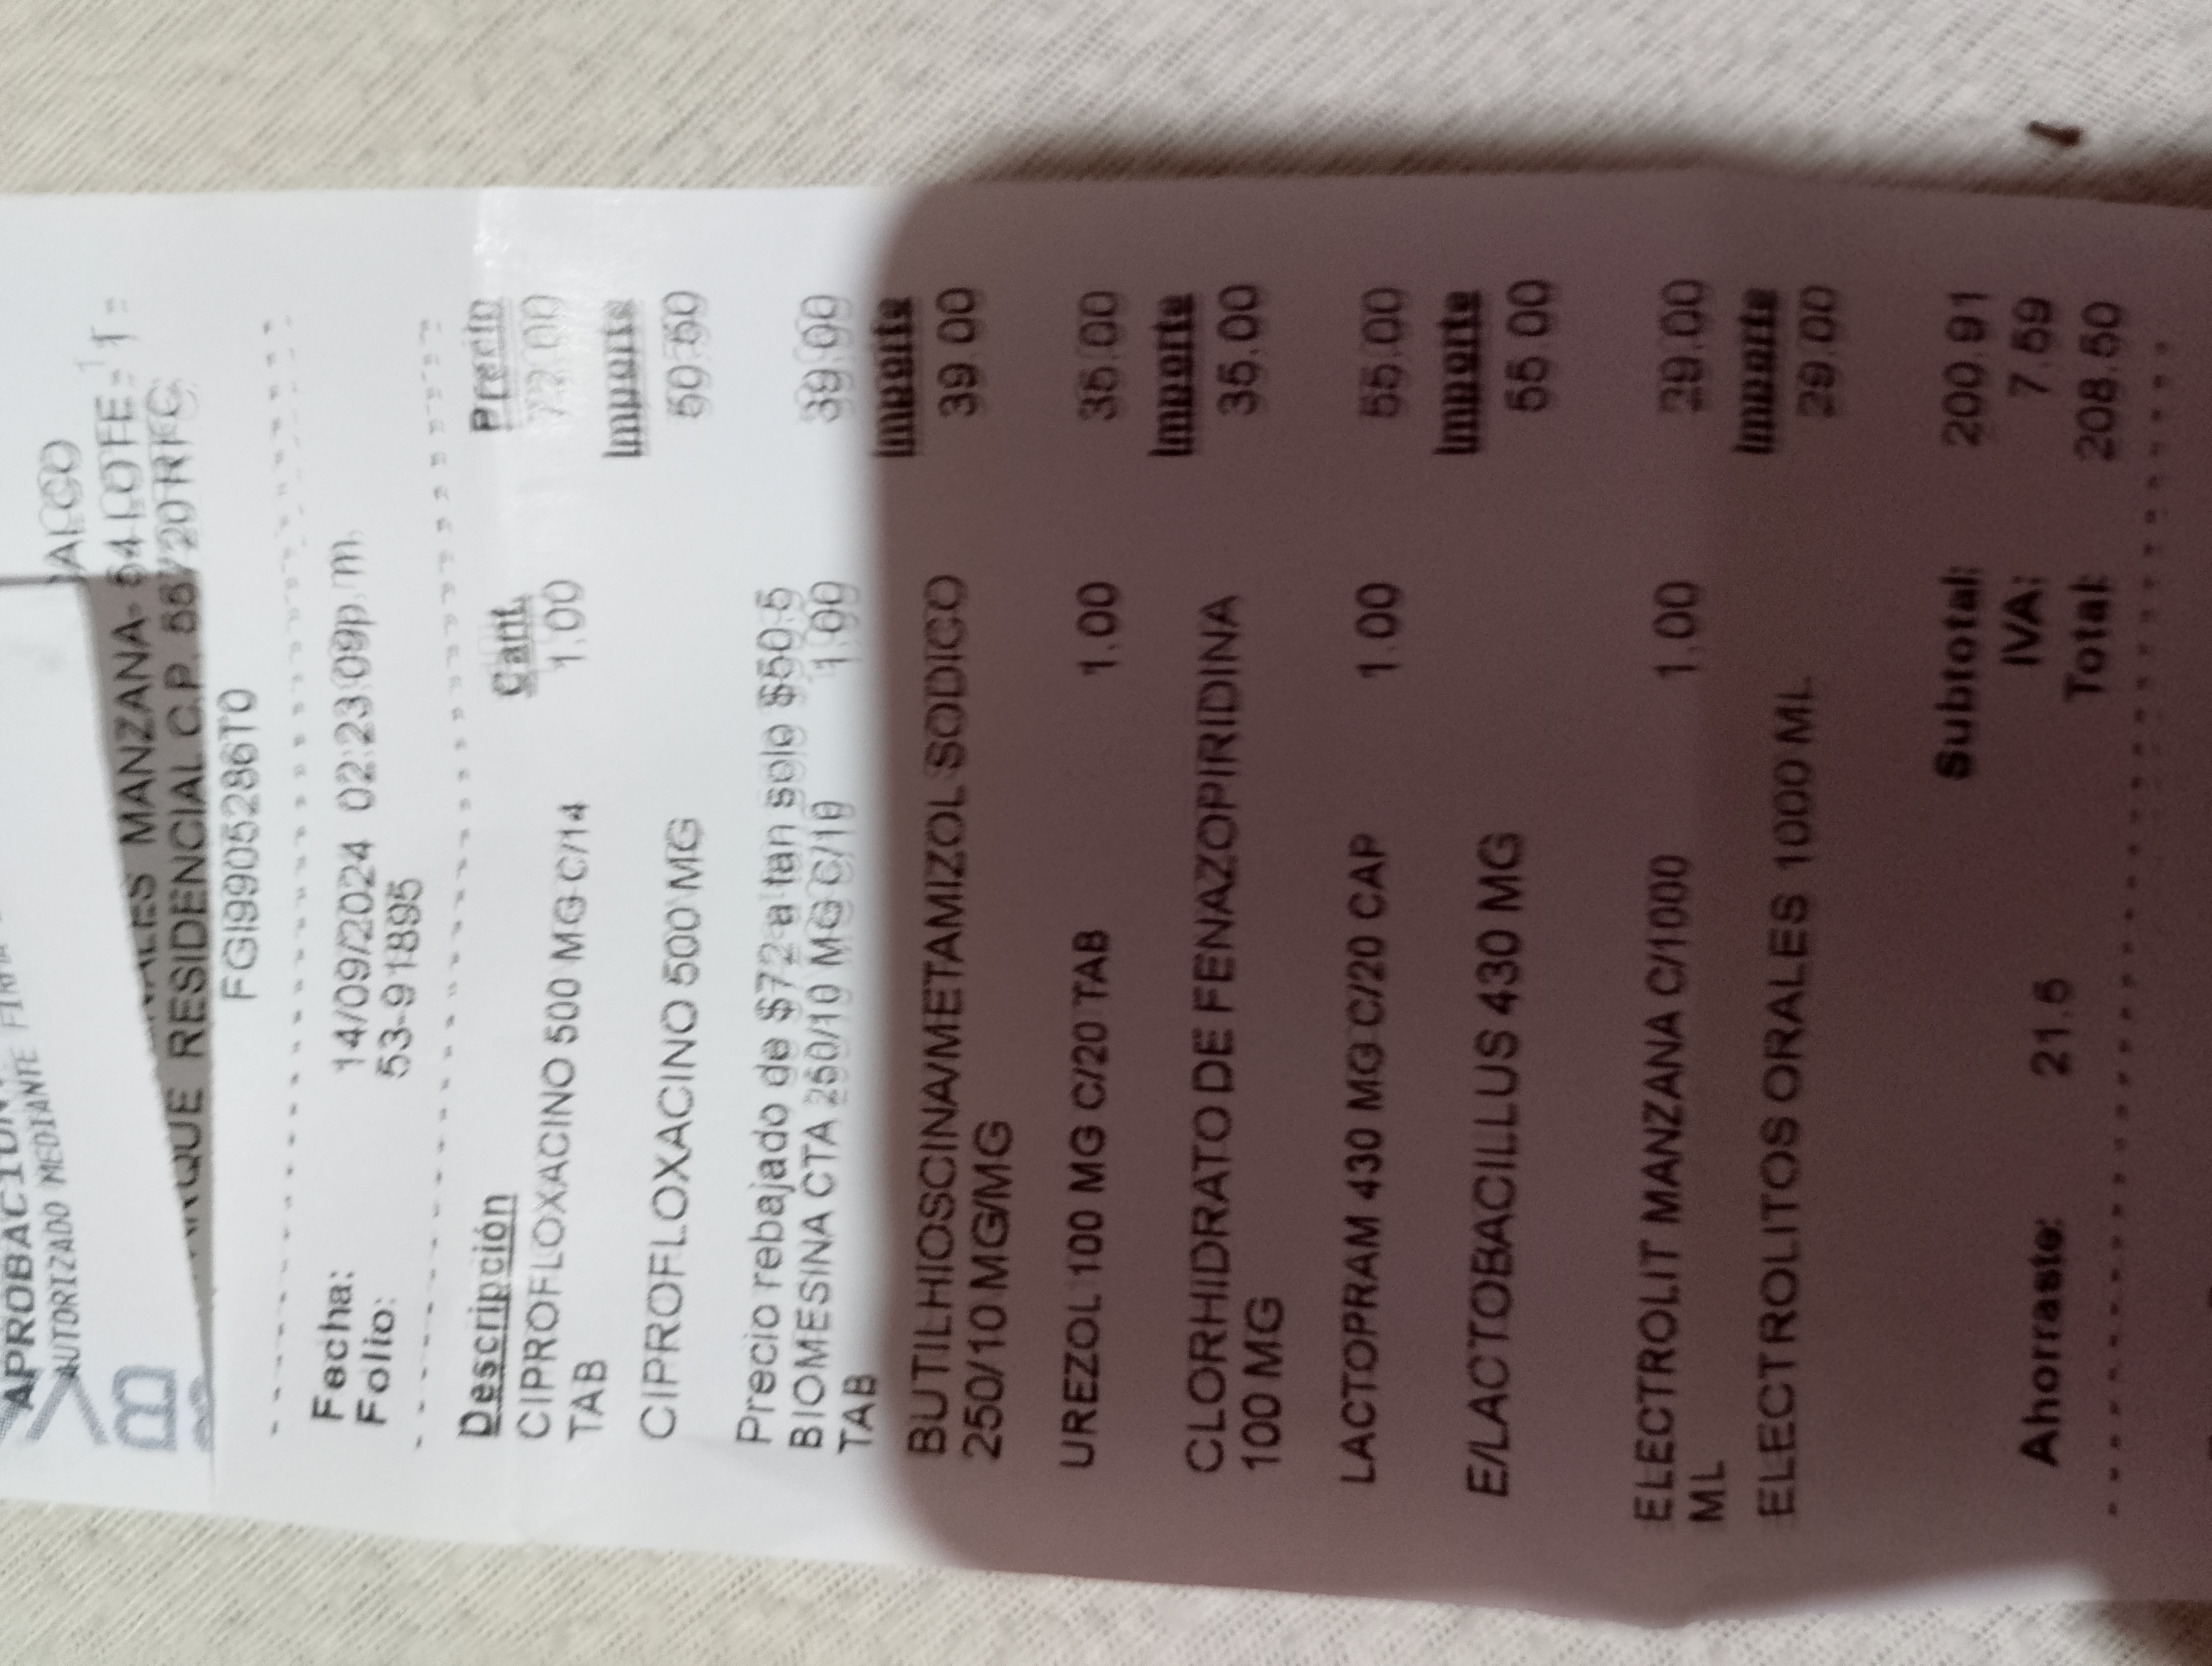 APROBACION
AUTORIZADO MEDIANTE
ALES MANZANA- 64 LOTE- 1 -
RESIDENCIAL C.P. 55720 RFC.
FGI9905286T0
Fecha: 14/09/2024 02:23:09p.m.
Folio: 53-91895
Descripción Cant. Precio
CIPROFLOXACINO 500 MG C/14 1.00 72.00
TAB Importe
CIPROFLOXACINO 500 MG 50.50
Precio rebajado de $72 a tan solo $50.5
BIOMESINA CTA 250/10 MG C/10 1.00 39.00
TAB Importe
BUTILHIOSCINA/METAMIZOL SODICO 39.00
250/10 MG/MG
UREZOL 100 MG C/20 TAB 1.00 35.00
Importe
CLORHIDRATO DE FENAZOPIRIDINA 35.00
100 MG
LACTOPRAM 430 MG C/20 CAP 1.00 55.00
Importe
E/LACTOBACILLUS 430 MG 55.00
ELECTROLIT MANZANA C/1000 1.00 29.00
ML Importe
ELECTROLITOS ORALES 1000 ML 29.00
Subtotal: 200.91
IVA: 7.59
Ahorraste: 21.5 Total: 208.50